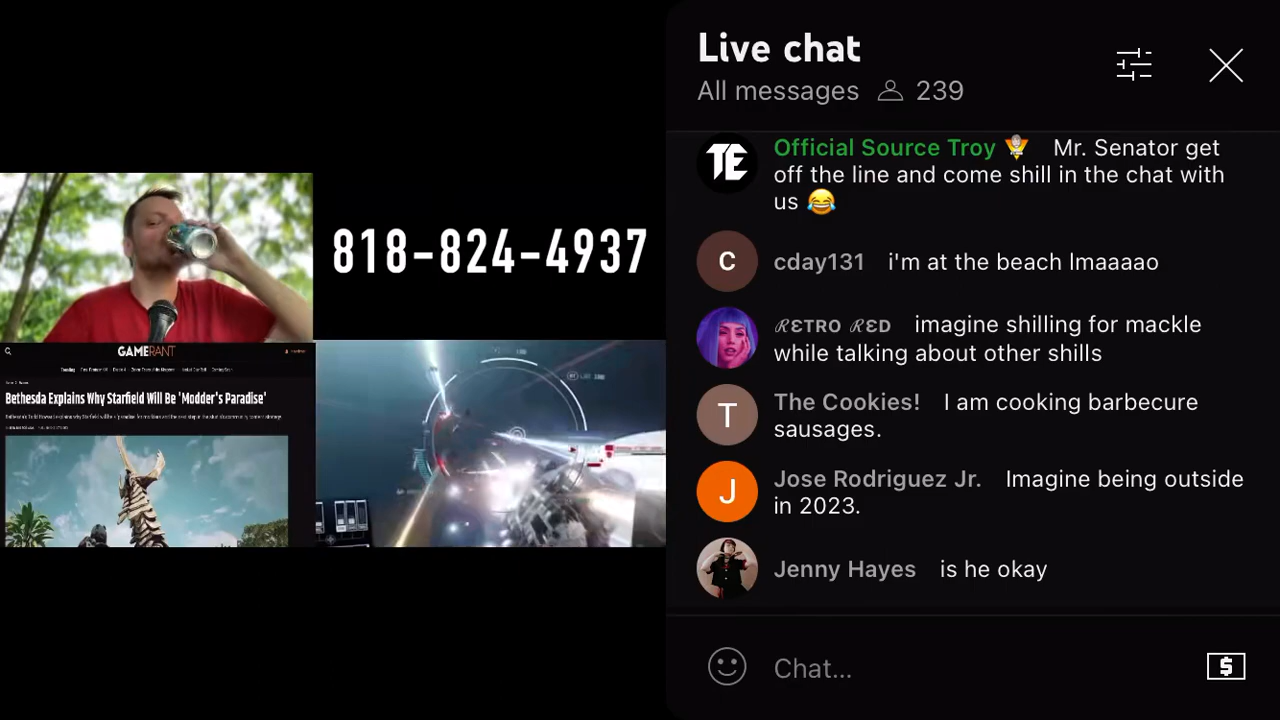 818-824-4937
GAMERANT
Bethesda Explains Why Starfield Will Be 'Modder's Paradise'
Live chat
All messages 239
TE
Official Source Troy Mr. Senator get
off the line and come shill in the chat with
us 😂
C
cday131 i'm at the beach lmaaaao
ℛᴇᴛʀᴏ ℛᴇᴅ imagine shilling for mackle
while talking about other shills
T
The Cookies! I am cooking barbecure
sausages.
J
Jose Rodriguez Jr. Imagine being outside
in 2023.
Jenny Hayes is he okay
Chat...
$